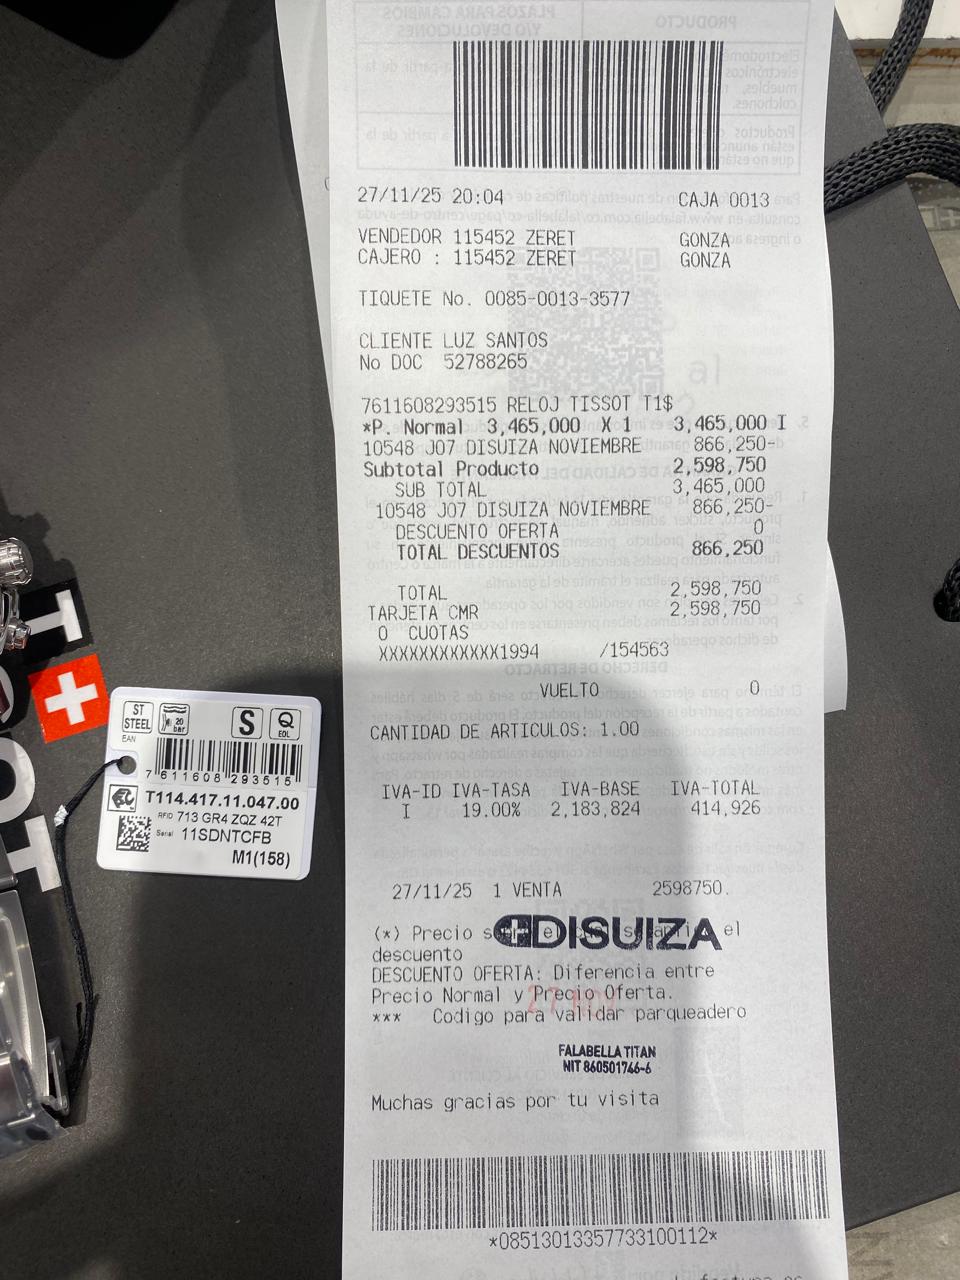 27/11/25 20:04 CAJA 0013
VENDEDOR 115452 ZERET GONZA
CAJERO : 115452 ZERET GONZA
TIQUETE No. 0085-0013-3577
CLIENTE LUZ SANTOS
No DOC 52788265
7611608293515 RELOJ TISSOT T1$
*P. Normal 3,465,000 X 1 3,465,000 I
10548 J07 DISUIZA NOVIEMBRE 866,250-
Subtotal Producto 2,598,750
SUB TOTAL 3,465,000
10548 J07 DISUIZA NOVIEMBRE 866,250-
DESCUENTO OFERTA 0
TOTAL DESCUENTOS 866,250
TOTAL 2,598,750
TARJETA CMR 2,598,750
0 CUOTAS
XXXXXXXXXXXX1994 /154563
VUELTO 0
CANTIDAD DE ARTICULOS: 1.00
IVA-ID IVA-TASA IVA-BASE IVA-TOTAL
I 19.00% 2,183,824 414,926
27/11/25 1 VENTA 2598750.
DISUIZA
(*) Precio el
descuento
DESCUENTO OFERTA: Diferencia entre
Precio Normal y Precio Oferta.
27 NOV
*** Codigo para validar parqueadero
FALABELLA TITAN
NIT 860501746-6
Muchas gracias por tu visita
*08513013357733100112*
ST
STEEL
20
bar
S
Q
EOL
EAN
7 611608 293515
T114.417.11.047.00
RFID 713 GR4 ZQZ 42T
Serial 11SDNTCFB
M1(158)